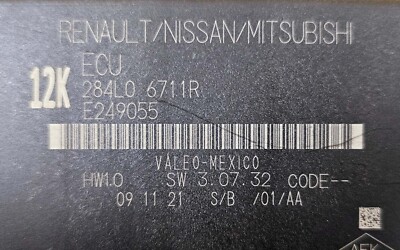 RENAULT/NISSAN/MITSUBISHI
12K
ECU
284L0 6711R
E249055
VALEO-MEXICO
HW1.0 SW 3.07.32 CODE--
09 11 21 S/B /01/AA